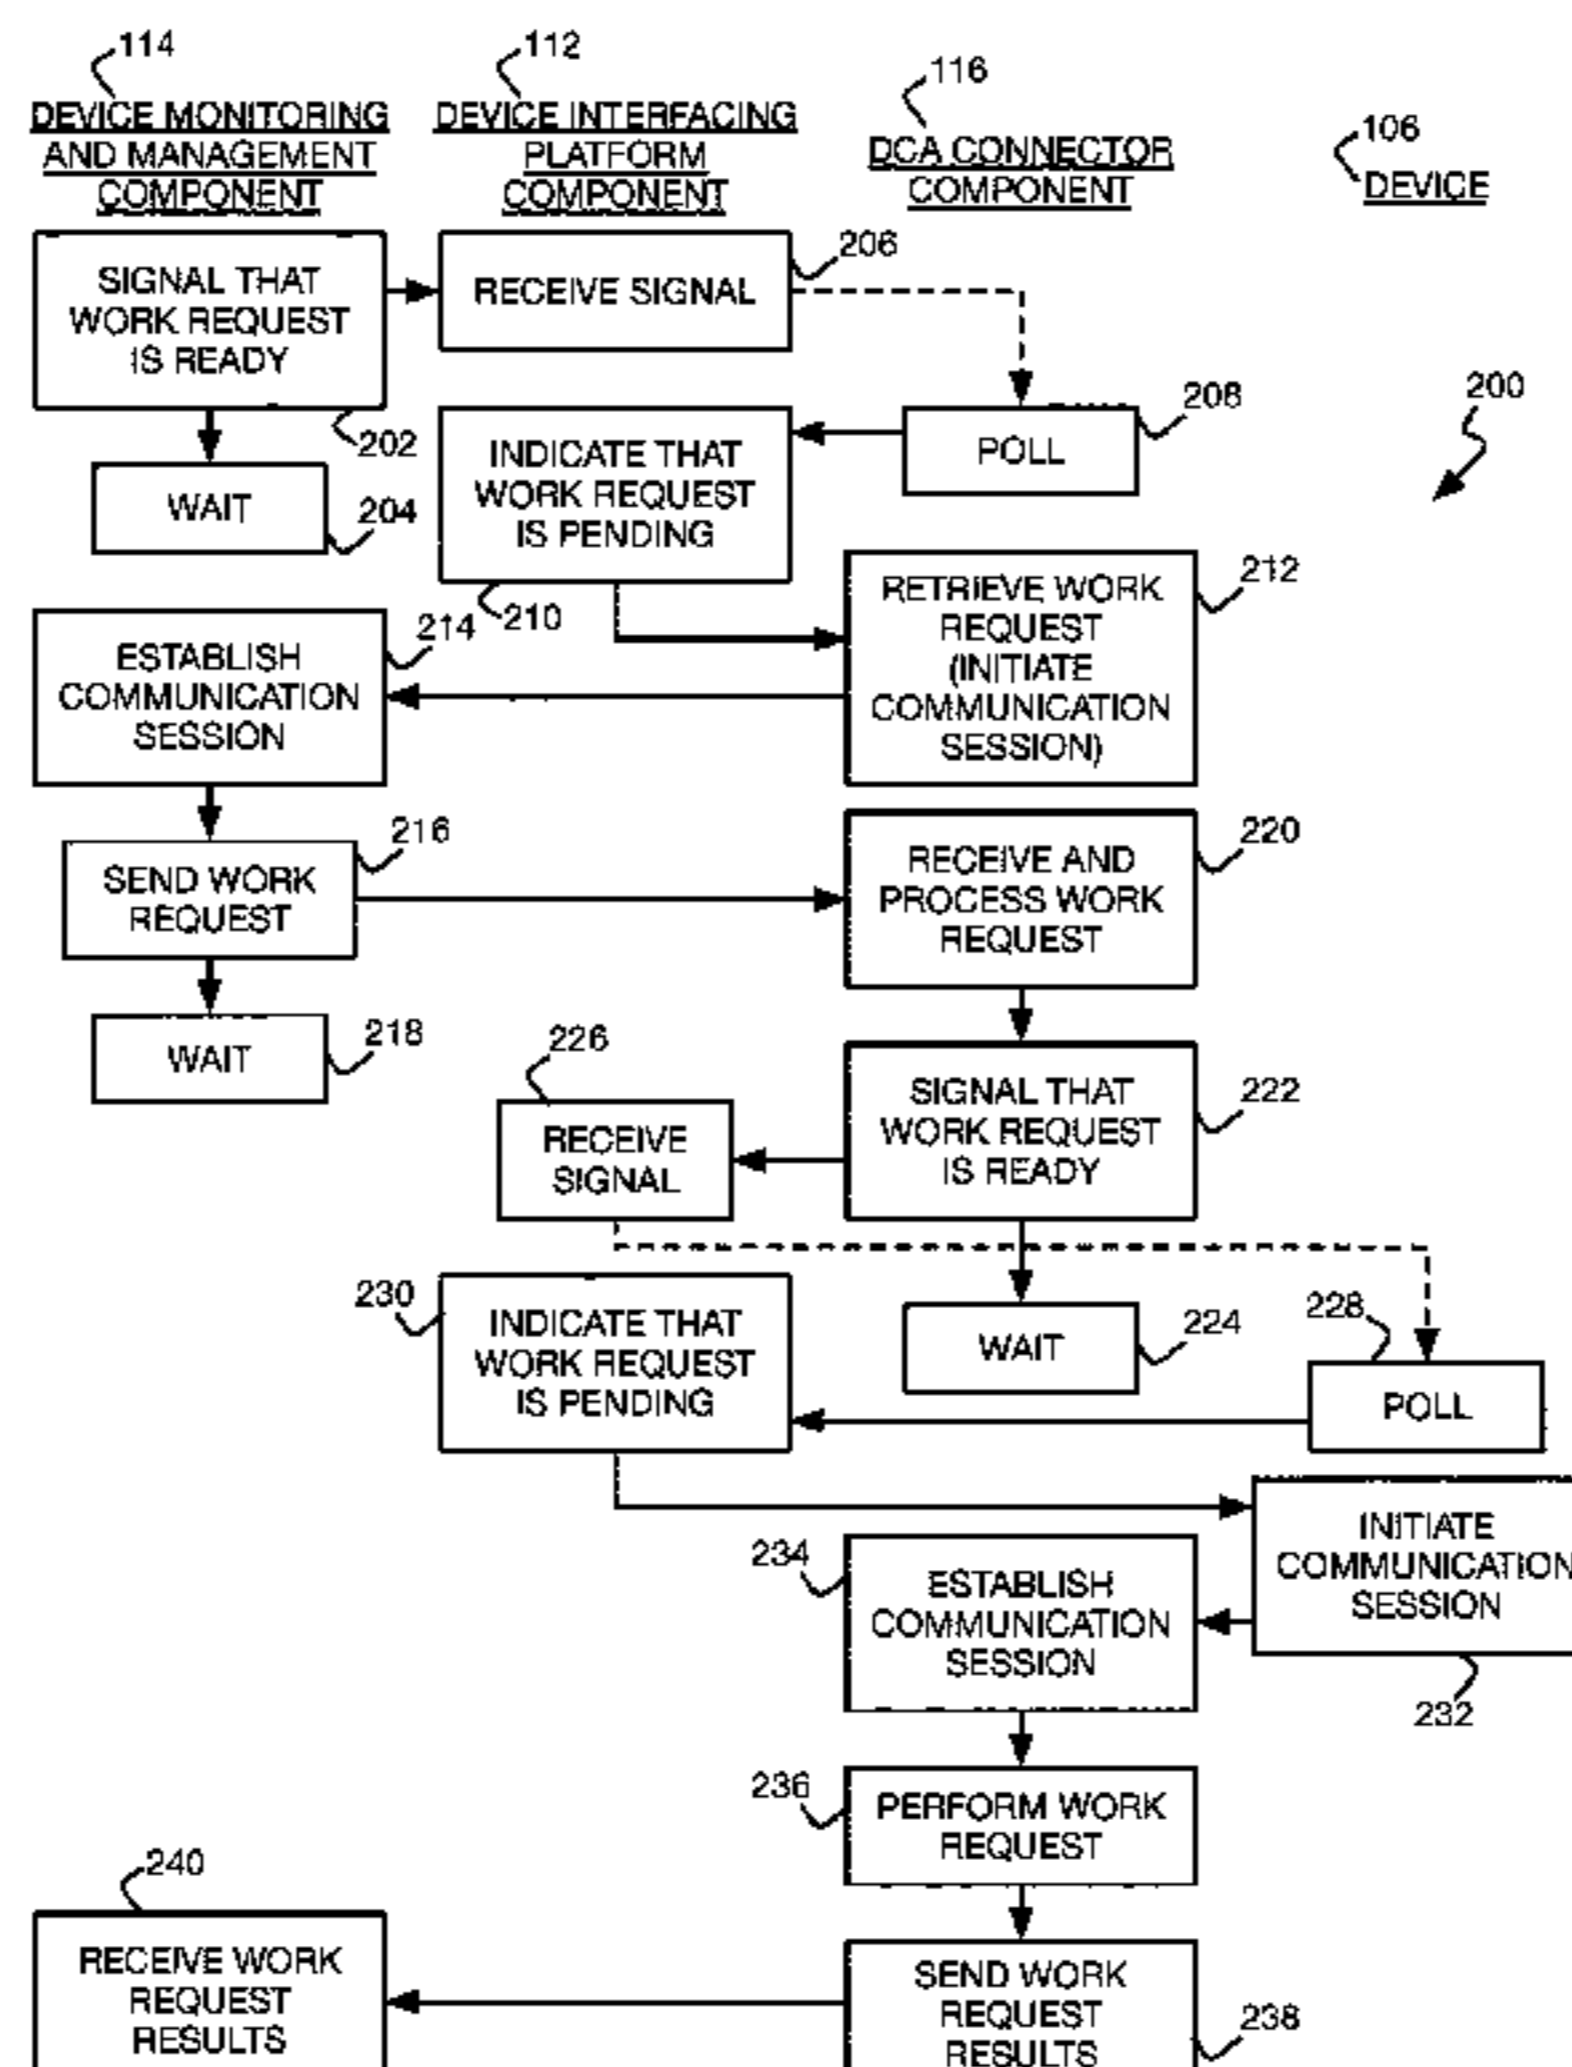 114
DEVICE MONITORING
AND MANAGEMENT
COMPONENT
112
DEVICE INTERFACING
PLATFORM
COMPONENT
116
DCA CONNECTOR
COMPONENT
106
DEVICE
SIGNAL THAT
WORK REQUEST
IS READY
202
RECEIVE SIGNAL
206
WAIT
204
INDICATE THAT
WORK REQUEST
IS PENDING
210
POLL
208
200
RETRIEVE WORK
REQUEST
(INITIATE
COMMUNICATION
SESSION)
212
ESTABLISH
COMMUNICATION
SESSION
214
SEND WORK
REQUEST
216
RECEIVE AND
PROCESS WORK
REQUEST
220
WAIT
218
226
RECEIVE
SIGNAL
SIGNAL THAT
WORK REQUEST
IS READY
222
230
INDICATE THAT
WORK REQUEST
IS PENDING
WAIT
224
228
POLL
INITIATE
COMMUNICATION
SESSION
232
234
ESTABLISH
COMMUNICATION
SESSION
236
PERFORM WORK
REQUEST
240
RECEIVE WORK
REQUEST
RESULTS
SEND WORK
REQUEST
RESULTS
238